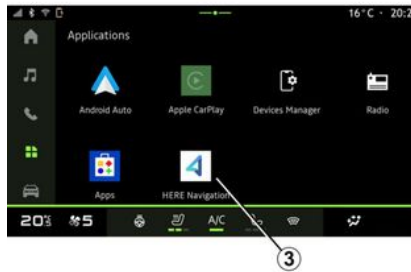 16°C · 20:2
Applications
Android Auto
Apple CarPlay
Devices Manager
Radio
Apps
HERE Navigation
20 5 A/C
3